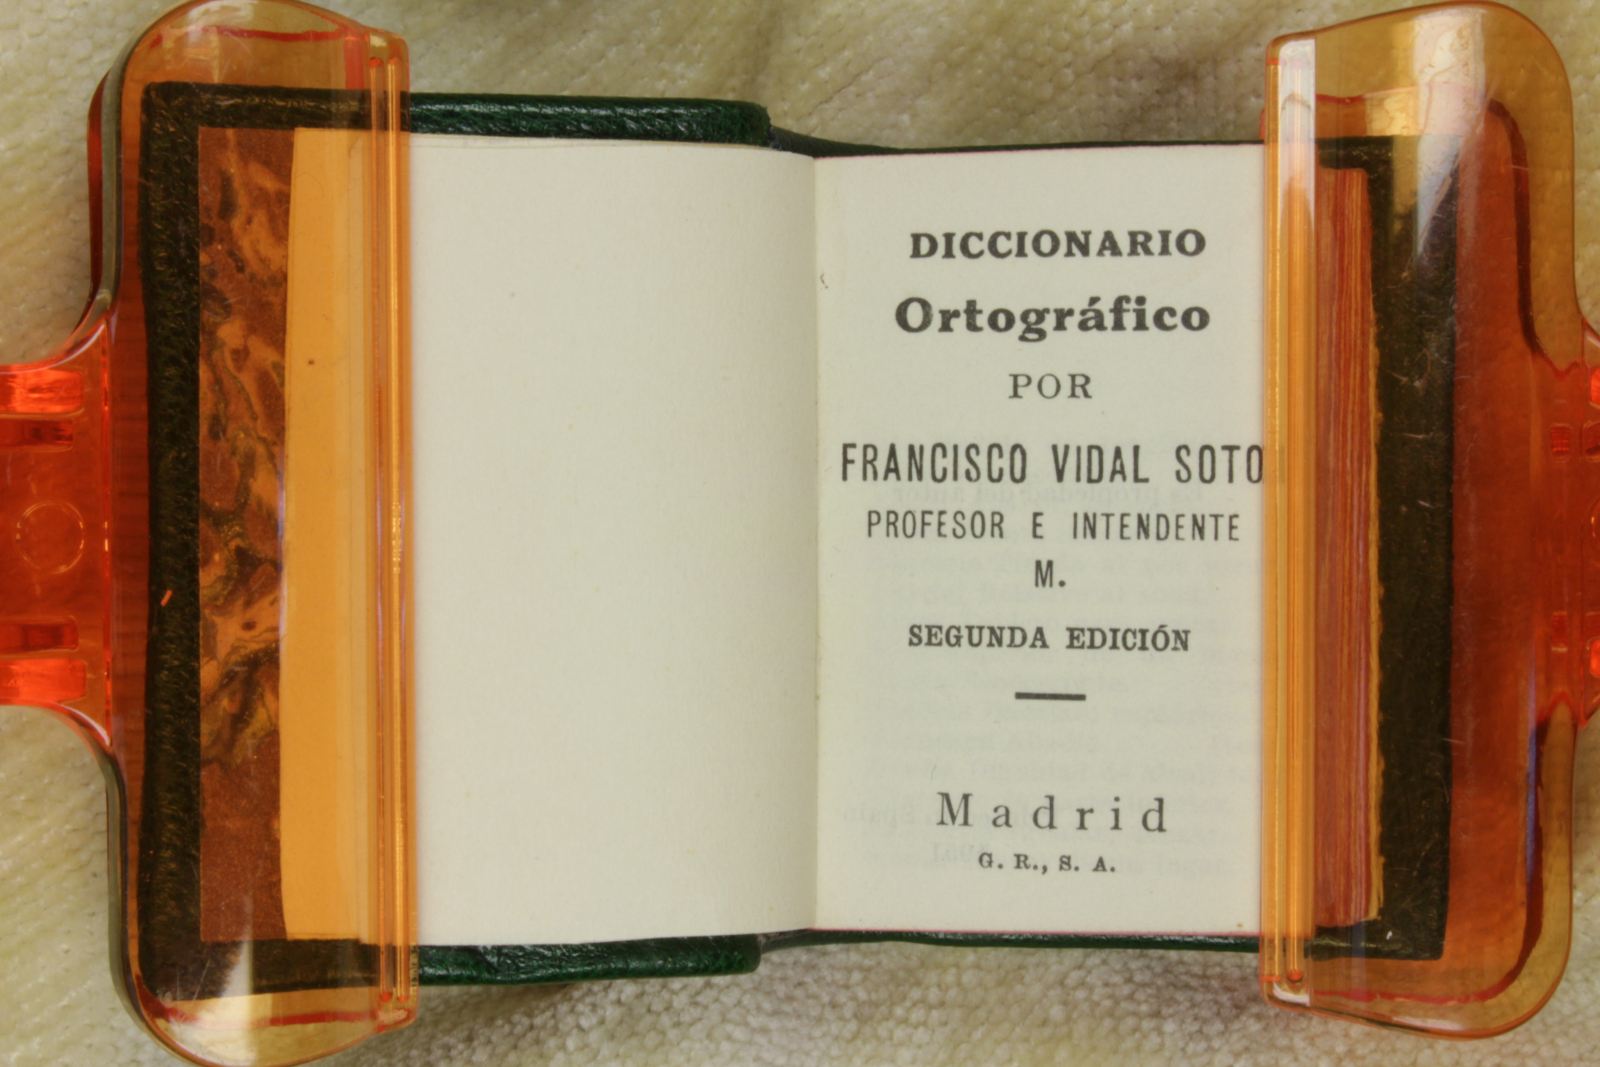 DICCIONARIO
Ortográfico
POR
FRANCISCO VIDAL SOTO
PROFESOR E INTENDENTE
M.
SEGUNDA EDICIÓN
Madrid
G. R., S. A.